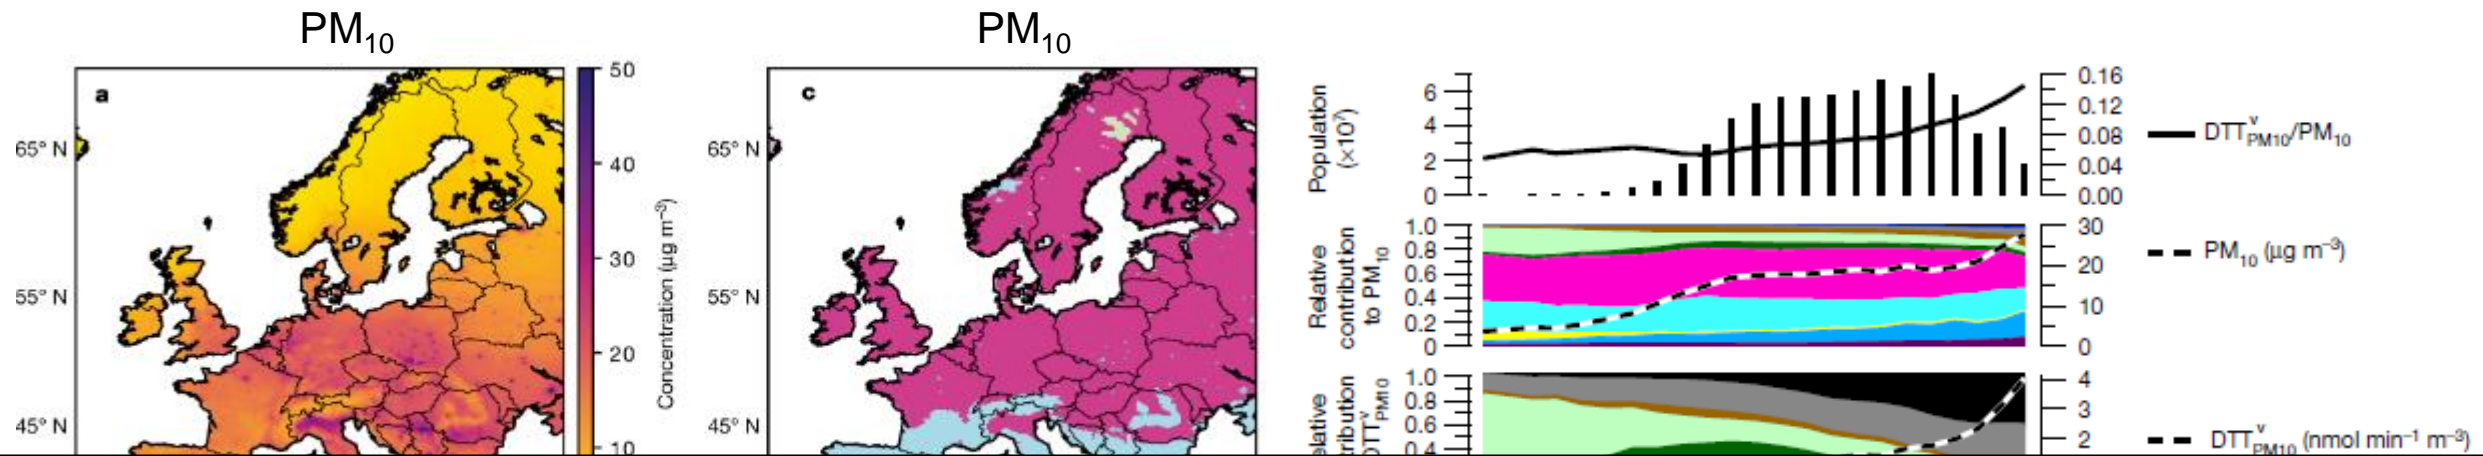 PM10
a
65° N
55° N
45° N
50
40
30
20
10
Concentration (µg m⁻³)
PM10
c
65° N
55° N
45° N
Population
(×10⁷)
6
4
2
0
0.16
0.12
0.08
0.04
0.00
DTTᵛPM10/PM10
Relative
contribution
to PM10
1.0
0.8
0.6
0.4
0.2
0
30
20
10
0
PM10 (µg m⁻³)
1.0
0.8
0.6
0.4
4
3
2
DTTᵛPM10 (nmol min⁻¹ m⁻³)